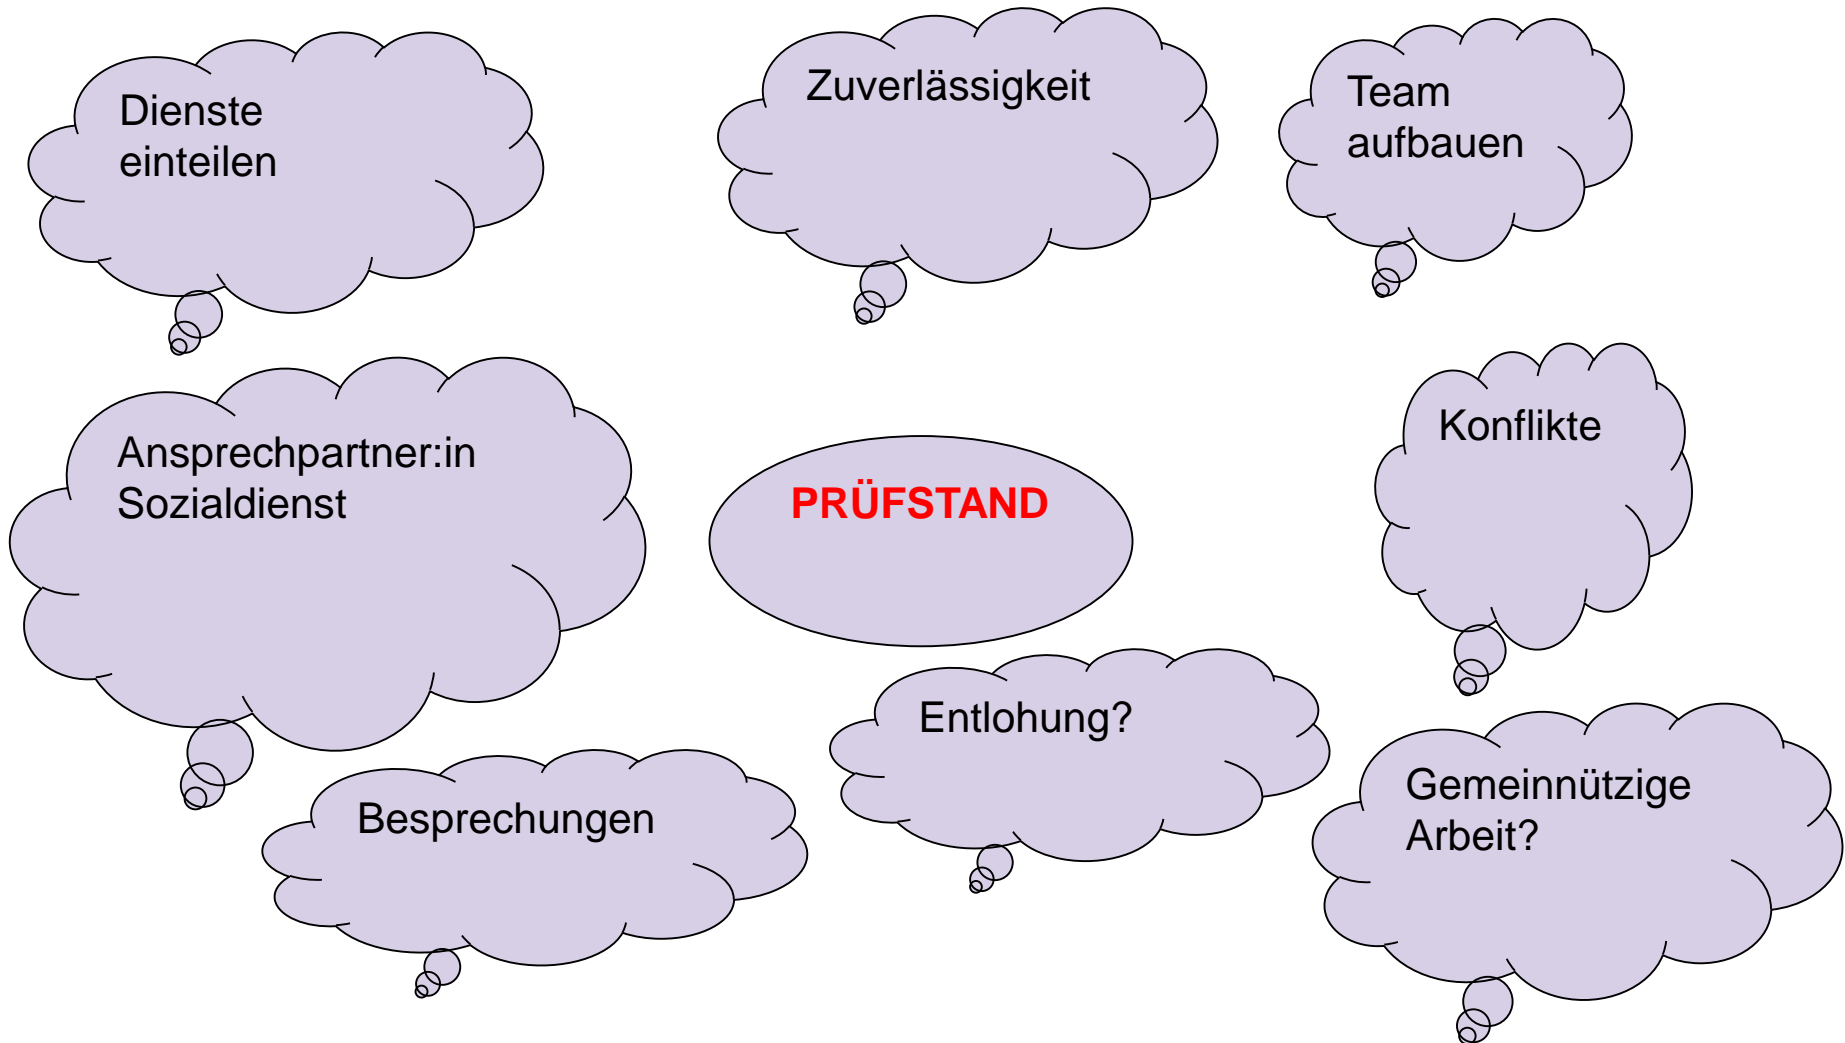 Dienste
einteilen
Zuverlässigkeit
Team
aufbauen
Ansprechpartner:in
Sozialdienst
PRÜFSTAND
Konflikte
Entlohung?
Besprechungen
Gemeinnützige
Arbeit?